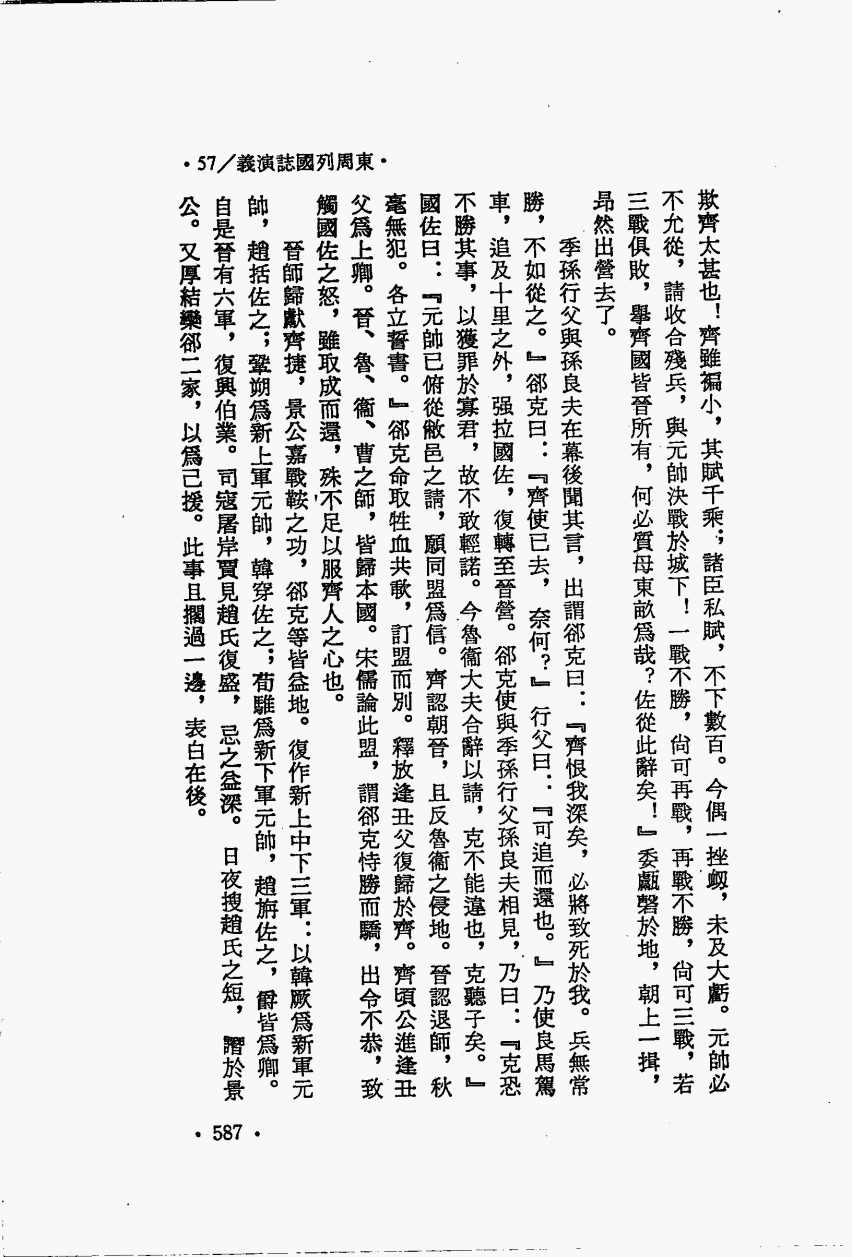 ·東周列國誌演義/57·
欺齊太甚也！齊雖褊小，其賦千乘；諸臣私賦，不下數百。今偶一挫衂，未及大虧。元帥必
不允從，請收合殘兵，與元帥決戰於城下！一戰不勝，尙可再戰，再戰不勝，尙可三戰，若
三戰俱敗，擧齊國皆晉所有，何必質母東畝爲哉？佐從此辭矣！』委甗磬於地，朝上一揖，
昻然出營去了。
季孫行父與孫良夫在幕後聞其言，出謂郤克曰：『齊恨我深矣，必將致死於我。兵無常
勝，不如從之。』郤克曰：『齊使已去，奈何？』行父曰：『可追而還也。』乃使良馬駕
車，追及十里之外，强拉國佐，復轉至晉營。郤克使與季孫行父孫良夫相見，乃曰：『克恐
不勝其事，以獲罪於寡君，故不敢輕諾。今魯衞大夫合辭以請，克不能違也，克聽子矣。』
國佐曰：『元帥已俯從敝邑之請，願同盟爲信。齊認朝晉，且反魯衞之侵地。晉認退師，秋
毫無犯。各立誓書。』郤克命取牲血共歃，訂盟而別。釋放逢丑父復歸於齊。齊頃公進逢丑
父爲上卿。晉、魯、衞、曹之師，皆歸本國。宋儒論此盟，謂郤克恃勝而驕，出令不恭，致
觸國佐之怒，雖取成而還，殊不足以服齊人之心也。
晉師歸獻齊捷，景公嘉戰鞍之功，郤克等皆益地。復作新上中下三軍：以韓厥爲新軍元
帥，趙括佐之；鞏朔爲新上軍元帥，韓穿佐之；荀騅爲新下軍元帥，趙旃佐之，爵皆爲卿。
自是晉有六軍，復興伯業。司寇屠岸賈見趙氏復盛，忌之益深。日夜搜趙氏之短，譖於景
公。又厚結欒郤二家，以爲己援。此事且擱過一邊，表白在後。
·587·